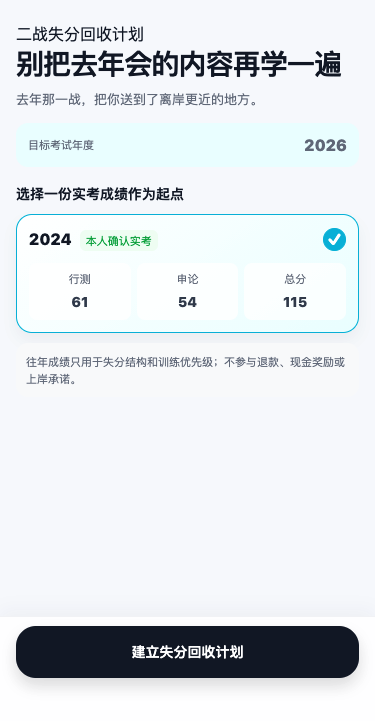 二战失分回收计划
别把去年会的内容再学一遍
去年那一战，把你送到了离岸更近的地方。
目标考试年度 2026
选择一份实考成绩作为起点
2024 本人确认实考
行测 申论 总分
61 54 115
往年成绩只用于失分结构和训练优先级；不参与退款、现金奖励或
上岸承诺。
建立失分回收计划